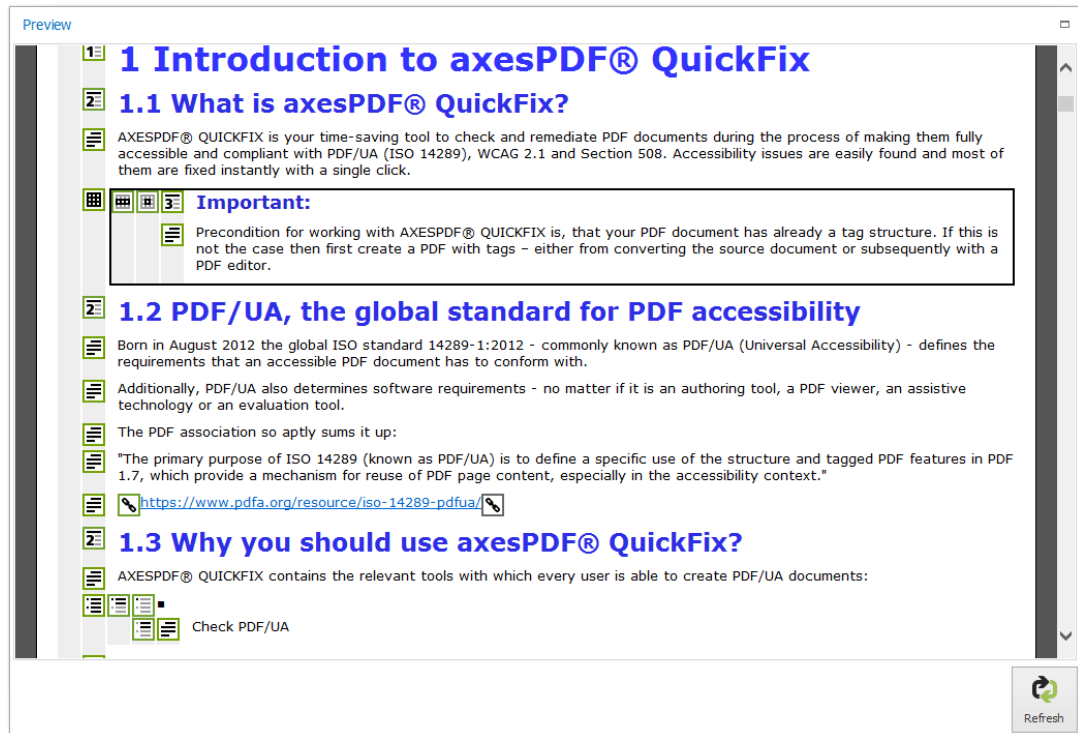 Preview
1 Introduction to axesPDF® QuickFix
1.1 What is axesPDF® QuickFix?
AXESPDF® QUICKFIX is your time-saving tool to check and remediate PDF documents during the process of making them fully
accessible and compliant with PDF/UA (ISO 14289), WCAG 2.1 and Section 508. Accessibility issues are easily found and most of
them are fixed instantly with a single click.
Important:
Precondition for working with AXESPDF® QUICKFIX is, that your PDF document has already a tag structure. If this is
not the case then first create a PDF with tags – either from converting the source document or subsequently with a
PDF editor.
1.2 PDF/UA, the global standard for PDF accessibility
Born in August 2012 the global ISO standard 14289-1:2012 - commonly known as PDF/UA (Universal Accessibility) - defines the
requirements that an accessible PDF document has to conform with.
Additionally, PDF/UA also determines software requirements - no matter if it is an authoring tool, a PDF viewer, an assistive
technology or an evaluation tool.
The PDF association so aptly sums it up:
"The primary purpose of ISO 14289 (known as PDF/UA) is to define a specific use of the structure and tagged PDF features in PDF
1.7, which provide a mechanism for reuse of PDF page content, especially in the accessibility context."
https://www.pdfa.org/resource/iso-14289-pdfua/
1.3 Why you should use axesPDF® QuickFix?
AXESPDF® QUICKFIX contains the relevant tools with which every user is able to create PDF/UA documents:
▪
Check PDF/UA
Refresh